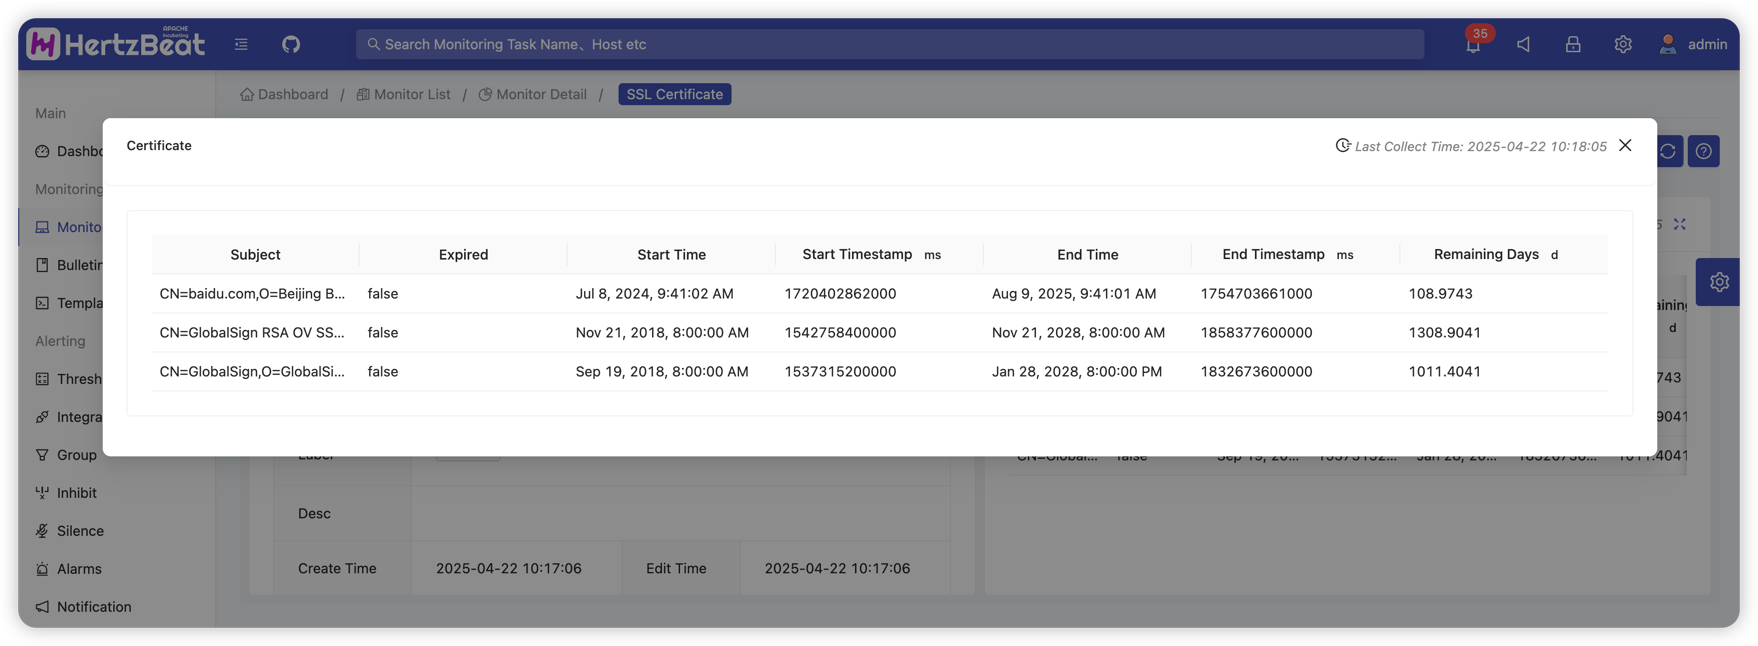 APACHE
incubating
HertzBeat
Search Monitoring Task Name、Host etc
35
admin
Dashboard / Monitor List / Monitor Detail / SSL Certificate
Main
Dashbo
Monitoring
Monito
Bulletin
Templa
Alerting
Thresh
Integra
Group
Inhibit
Silence
Alarms
Notification
Certificate
Last Collect Time: 2025-04-22 10:18:05
Subject Expired Start Time Start Timestamp ms End Time End Timestamp ms Remaining Days d
CN=baidu.com,O=Beijing B... false Jul 8, 2024, 9:41:02 AM 1720402862000 Aug 9, 2025, 9:41:01 AM 1754703661000 108.9743
CN=GlobalSign RSA OV SS... false Nov 21, 2018, 8:00:00 AM 1542758400000 Nov 21, 2028, 8:00:00 AM 1858377600000 1308.9041
CN=GlobalSign,O=GlobalSi... false Sep 19, 2018, 8:00:00 AM 1537315200000 Jan 28, 2028, 8:00:00 PM 1832673600000 1011.4041
5
aining
d
743
9041
CN=Global... false Sep 19, 20... 15373152... Jan 28, 20... 18326736... 1011.4041
Label
Desc
Create Time 2025-04-22 10:17:06 Edit Time 2025-04-22 10:17:06